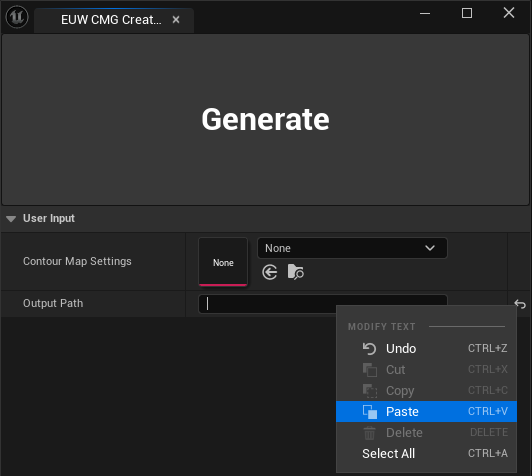 EUW CMG Creat...
Generate
User Input
Contour Map Settings
None
None
Output Path
MODIFY TEXT
Undo CTRL+Z
Cut CTRL+X
Copy CTRL+C
Paste CTRL+V
Delete DELETE
Select All CTRL+A